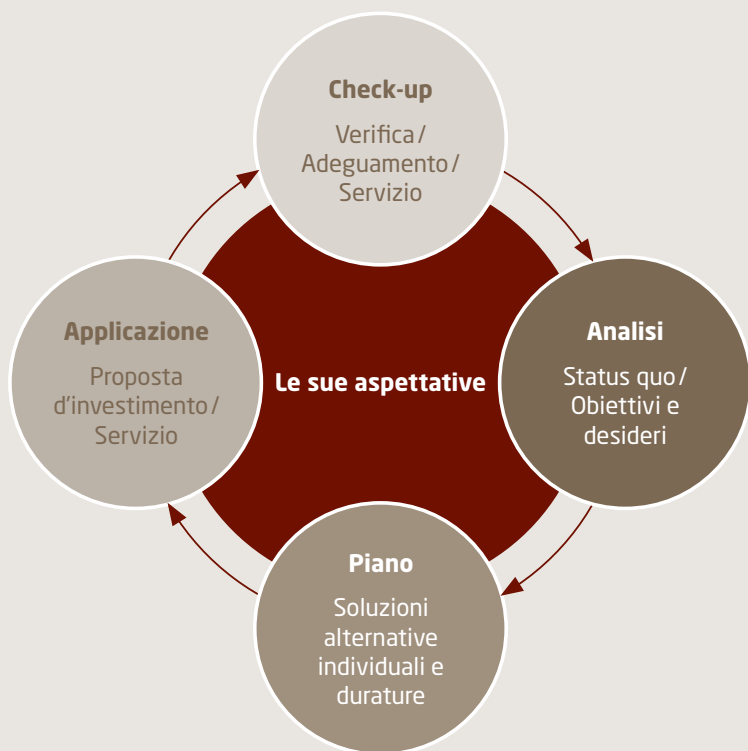 Check-up
Verifica /
Adeguamento /
Servizio
Applicazione
Proposta
d'investimento /
Servizio
Le sue aspettative
Analisi
Status quo /
Obiettivi e
desideri
Piano
Soluzioni
alternative
individuali e
durature